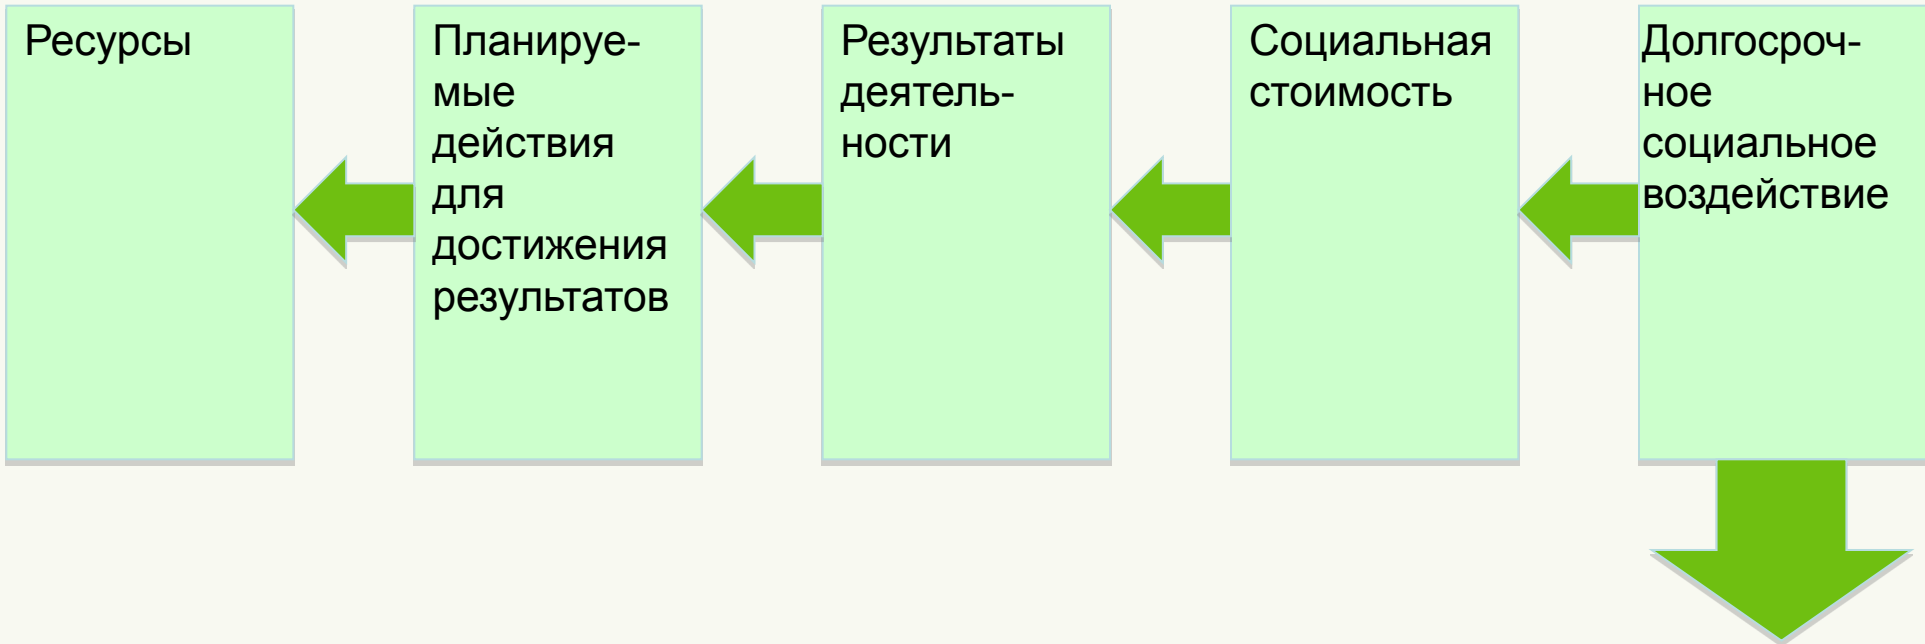 Ресурсы
Планируе-
мые
действия
для
достижения
результатов
Результаты
деятель-
ности
Социальная
стоимость
Долгосроч-
ное
социальное
воздействие